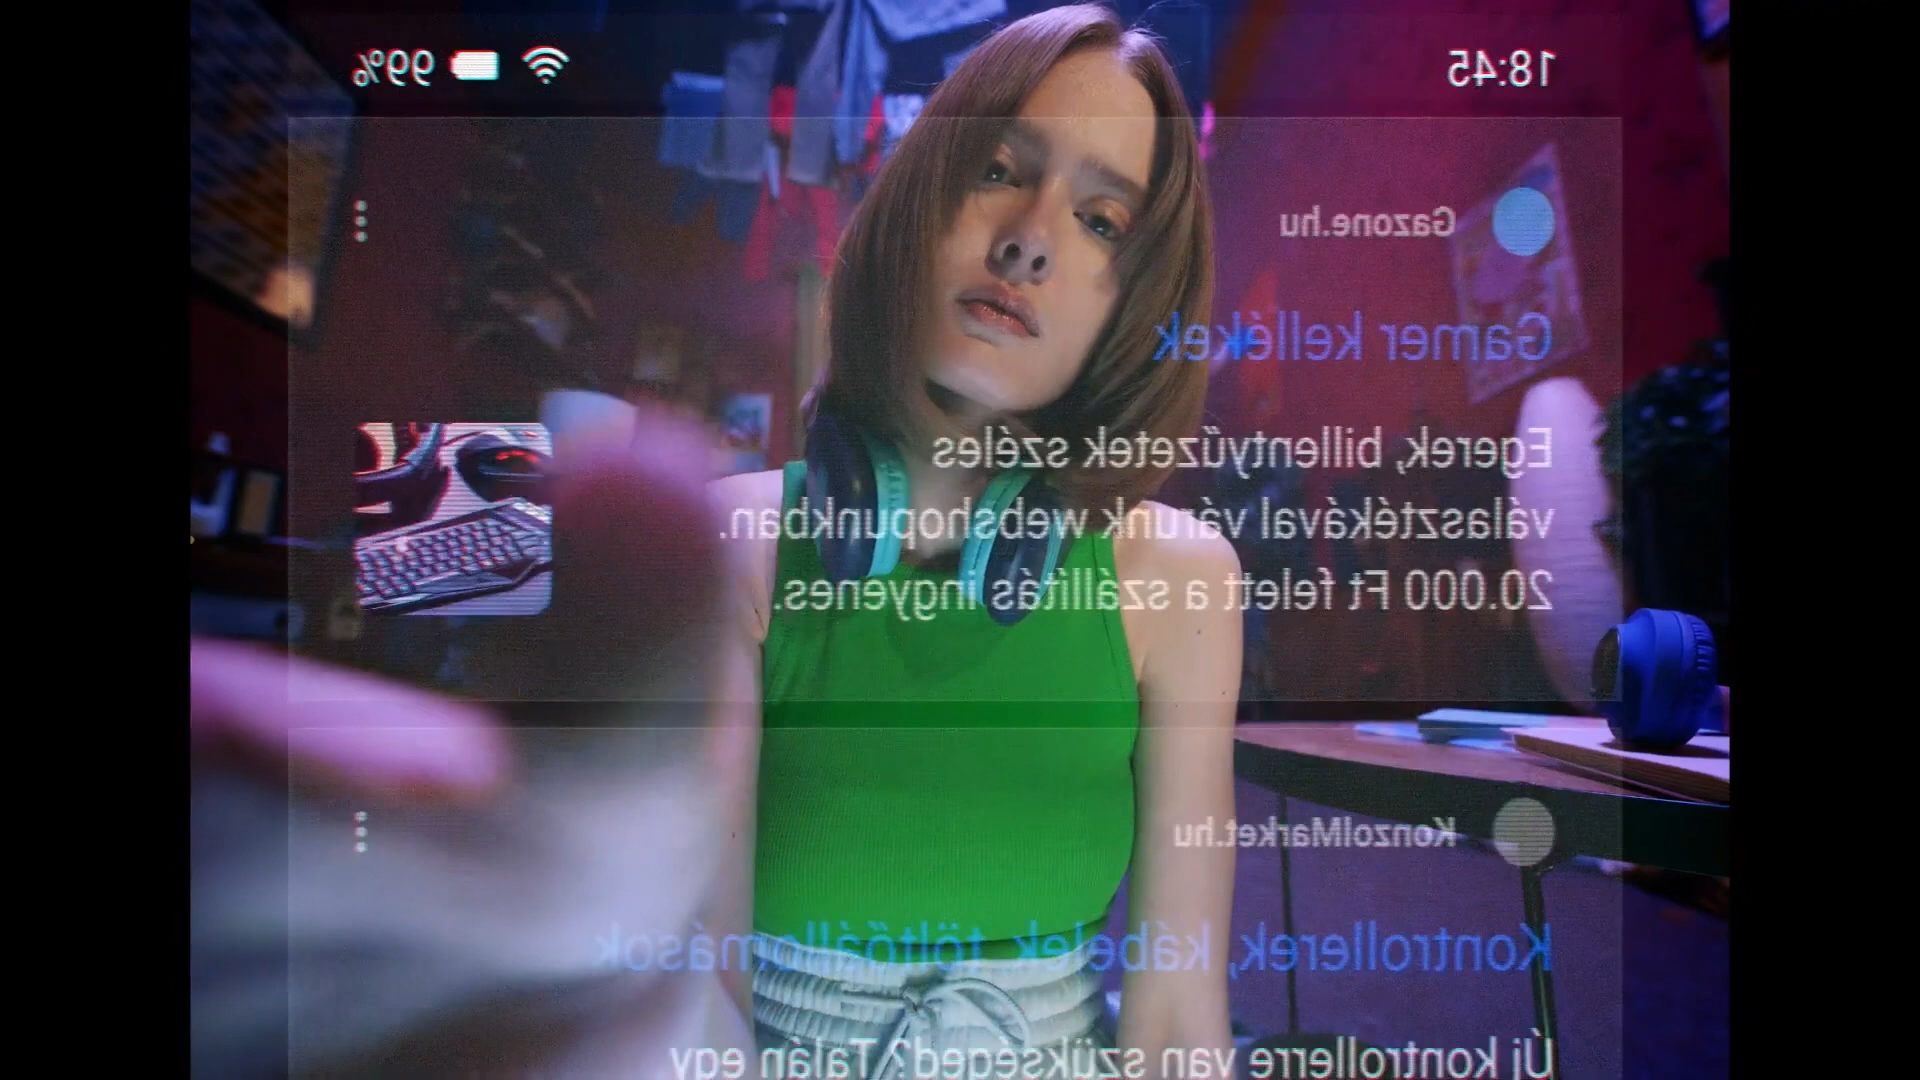 18:45 99%
Gazone.hu
Gamer kellékek
Egerek, billentyűzetek széles
választékával várunk webshopunkban.
20.000 Ft felett a szállítás ingyenes.
KonzolMarket.hu
Kontrollerek, kábelek, töltőállomások
Új kontrollerre van szükséged? Talán egy